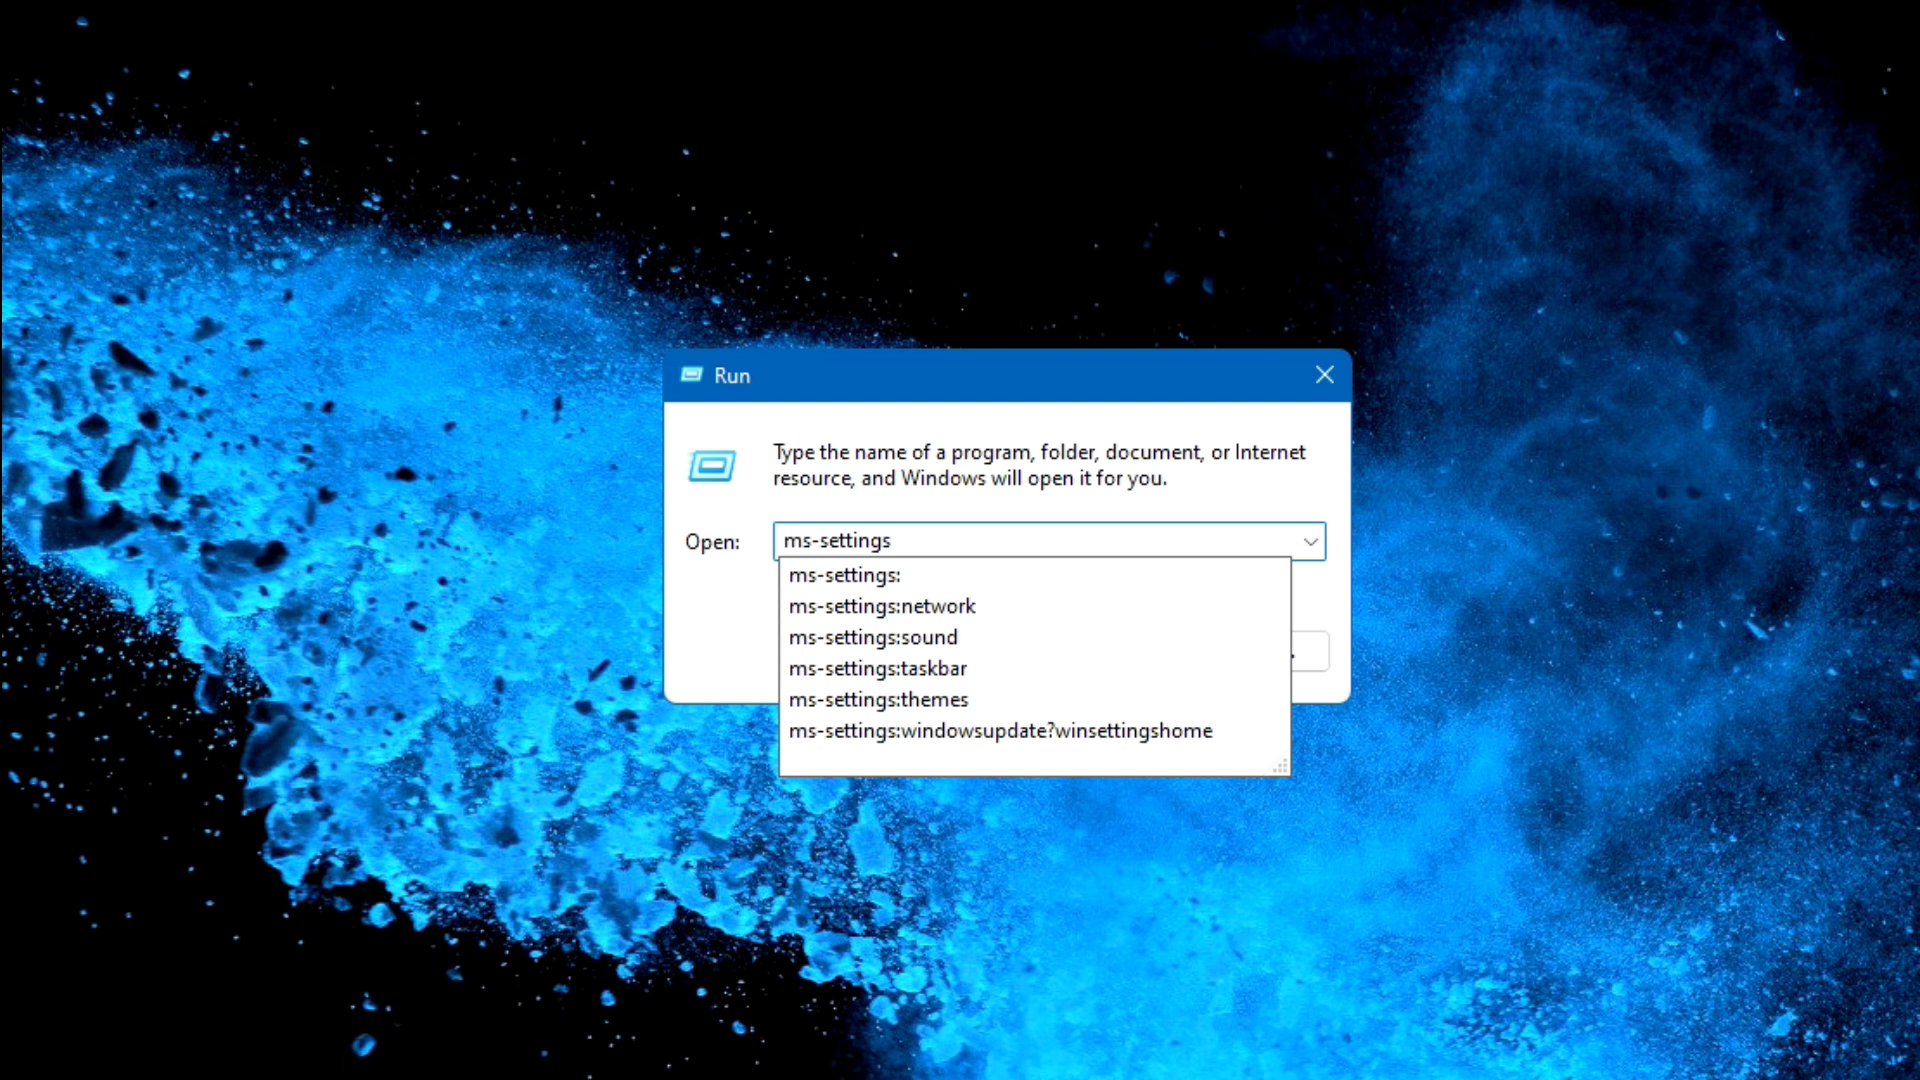 Run
Type the name of a program, folder, document, or Internet
resource, and Windows will open it for you.
Open:
ms-settings
ms-settings:
ms-settings:network
ms-settings:sound
ms-settings:taskbar
ms-settings:themes
ms-settings:windowsupdate?winsettingshome